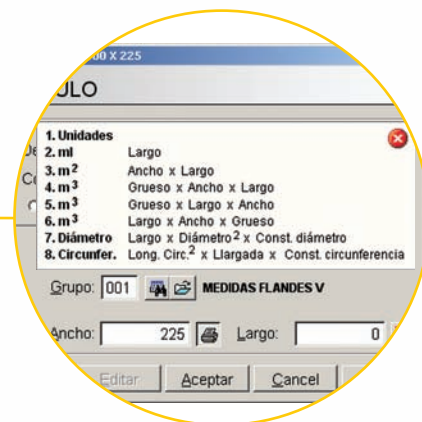 00 X 225
ULO
1. Unidades
2. ml Largo
3. m² Ancho x Largo
4. m³ Grueso x Ancho x Largo
5. m³ Grueso x Largo x Ancho
6. m³ Largo x Ancho x Grueso
7. Diámetro Largo x Diámetro² x Const. diámetro
8. Circunfer. Long. Circ.² x Llargada x Const. circunferencia
Grupo: 001 MEDIDAS FLANDES V
Ancho: 225 Largo: 0
Editar Aceptar Cancel